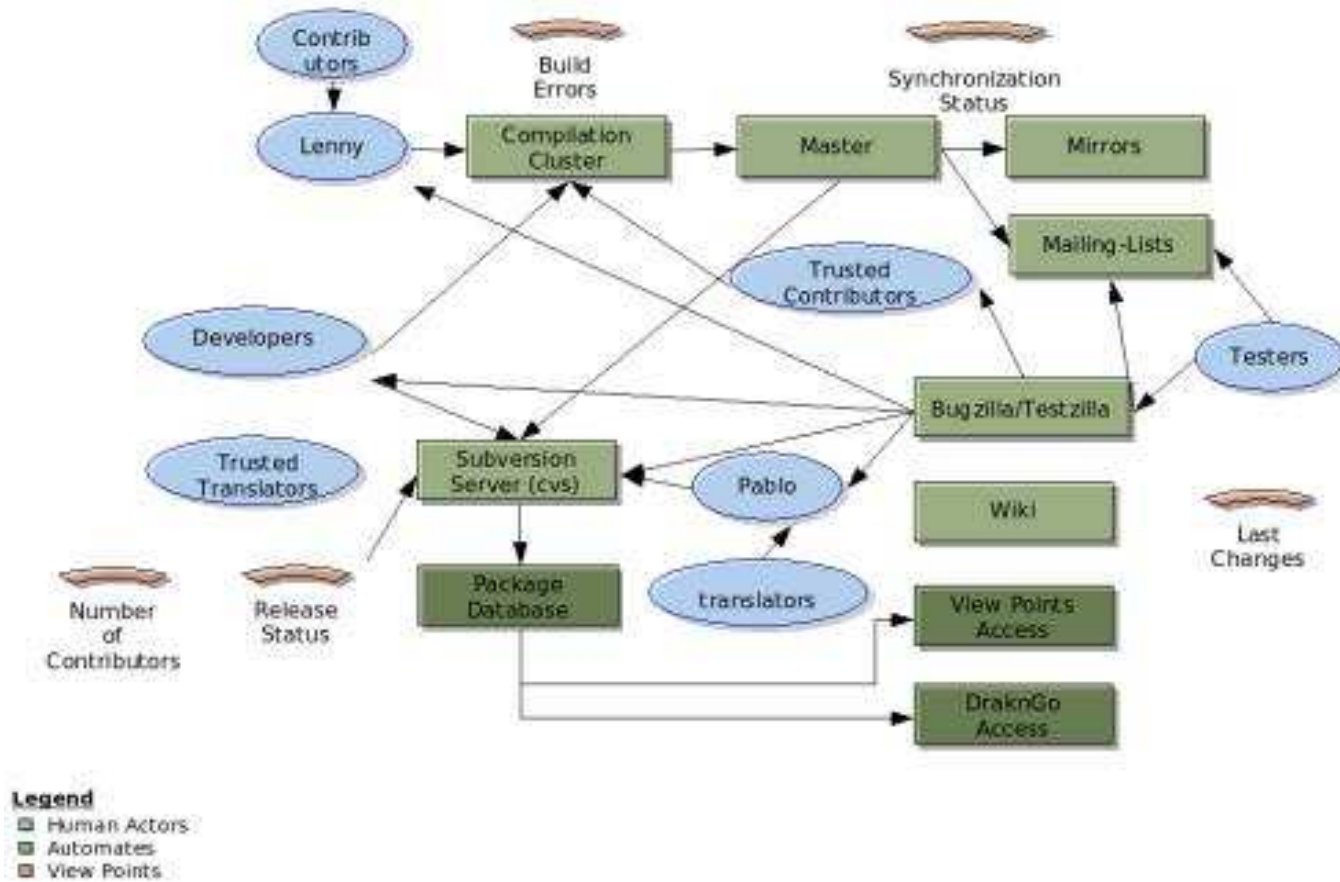 Contrib
utors
Build
Errors
Synchronization
Status
Lenny
Compilation
Cluster
Master
Mirrors
Mailing-Lists
Trusted
Contributors
Developers
Testers
Bugzilla/Testzilla
Trusted
Translators
Subversion
Server (cvs)
Pablo
Wiki
Last
Changes
Number
of
Contributors
Release
Status
Package
Database
translators
View Points
Access
DraknGo
Access
Legend
Human Actors
Automates
View Points